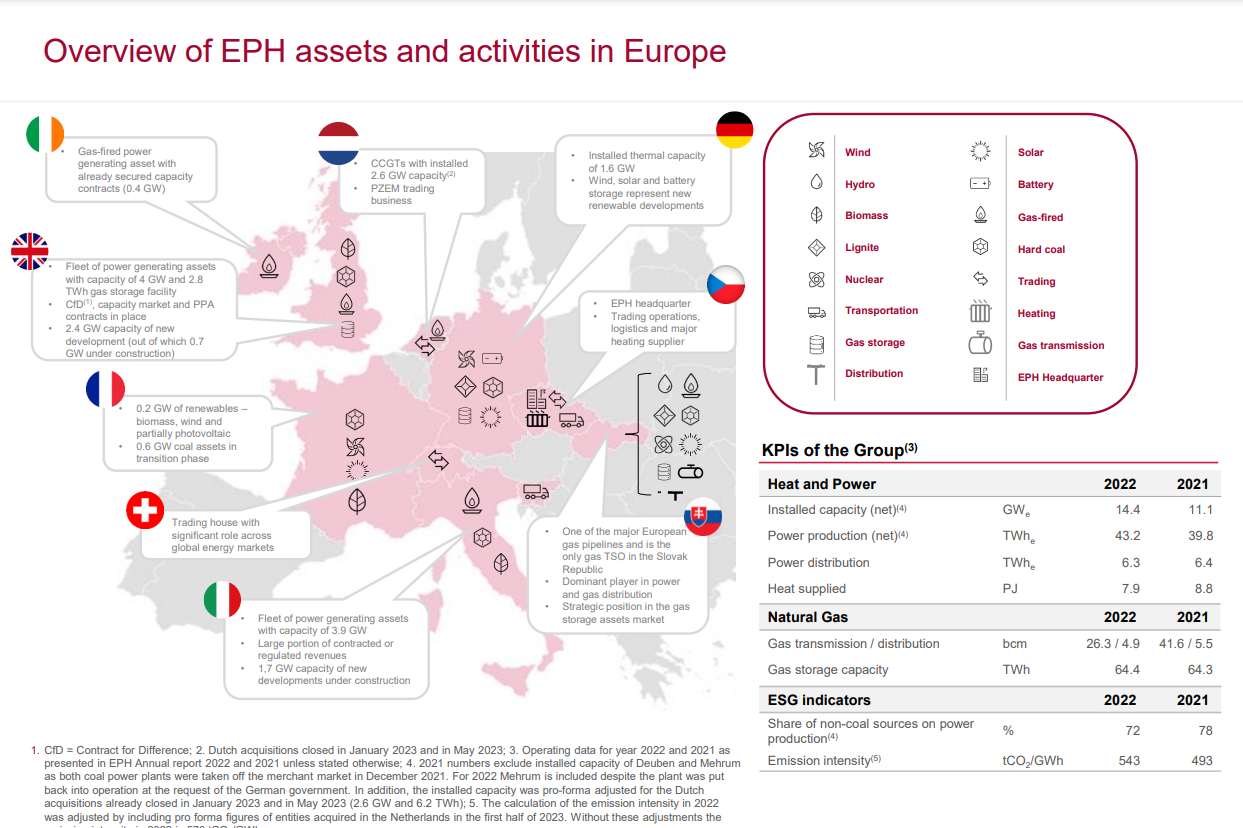 Overview of EPH assets and activities in Europe
• Gas-fired power
generating asset with
already secured capacity
contracts (0.4 GW)
• CCGTs with installed
2.6 GW capacity(2)
• PZEM trading
business
• Installed thermal capacity
of 1.6 GW
• Wind, solar and battery
storage represent new
renewable developments
• Fleet of power generating assets
with capacity of 4 GW and 2.8
TWh gas storage facility
• CfD(1), capacity market and PPA
contracts in place
• 2.4 GW capacity of new
development (out of which 0.7
GW under construction)
• EPH headquarter
• Trading operations,
logistics and major
heating supplier
• 0.2 GW of renewables –
biomass, wind and
partially photovoltaic
• 0.6 GW coal assets in
transition phase
Trading house with
significant role across
global energy markets
• One of the major European
gas pipelines and is the
only gas TSO in the Slovak
Republic
• Dominant player in power
and gas distribution
• Strategic position in the gas
storage assets market
• Fleet of power generating assets
with capacity of 3.9 GW
• Large portion of contracted or
regulated revenues
• 1,7 GW capacity of new
developments under construction
Wind
Solar
Hydro
Battery
Biomass
Gas-fired
Lignite
Hard coal
Nuclear
Trading
Transportation
Heating
Gas storage
Gas transmission
Distribution
EPH Headquarter
KPIs of the Group(3)
Heat and Power 2022 2021
Installed capacity (net)(4) GWe 14.4 11.1
Power production (net)(4) TWhe 43.2 39.8
Power distribution TWhe 6.3 6.4
Heat supplied PJ 7.9 8.8
Natural Gas 2022 2021
Gas transmission / distribution bcm 26.3 / 4.9 41.6 / 5.5
Gas storage capacity TWh 64.4 64.3
ESG indicators 2022 2021
Share of non-coal sources on power
production(4) % 72 78
Emission intensity(5) tCO2/GWh 543 493
1. CfD = Contract for Difference; 2. Dutch acquisitions closed in January 2023 and in May 2023; 3. Operating data for year 2022 and 2021 as
presented in EPH Annual report 2022 and 2021 unless stated otherwise; 4. 2021 numbers exclude installed capacity of Deuben and Mehrum
as both coal power plants were taken off the merchant market in December 2021. For 2022 Mehrum is included despite the plant was put
back into operation at the request of the German government. In addition, the installed capacity was pro-forma adjusted for the Dutch
acquisitions already closed in January 2023 and in May 2023 (2.6 GW and 6.2 TWh); 5. The calculation of the emission intensity in 2022
was adjusted by including pro forma figures of entities acquired in the Netherlands in the first half of 2023. Without these adjustments the